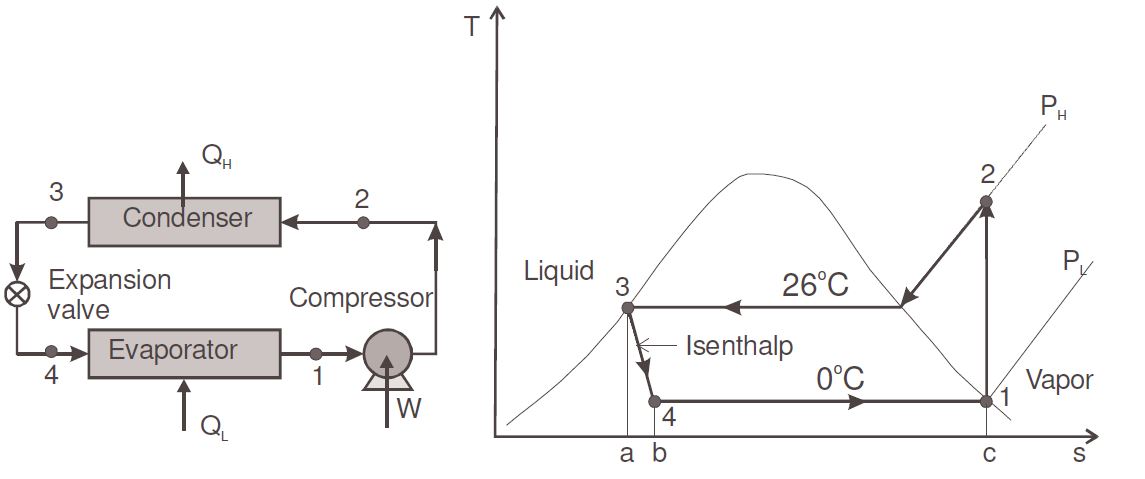 Q_H
3
2
Condenser
Expansion
valve
Compressor
Evaporator
4
1
W
Q_L
T
P_H
2
P_L
Liquid
3
26°C
Isenthalp
0°C
1
Vapor
4
a
b
c
s